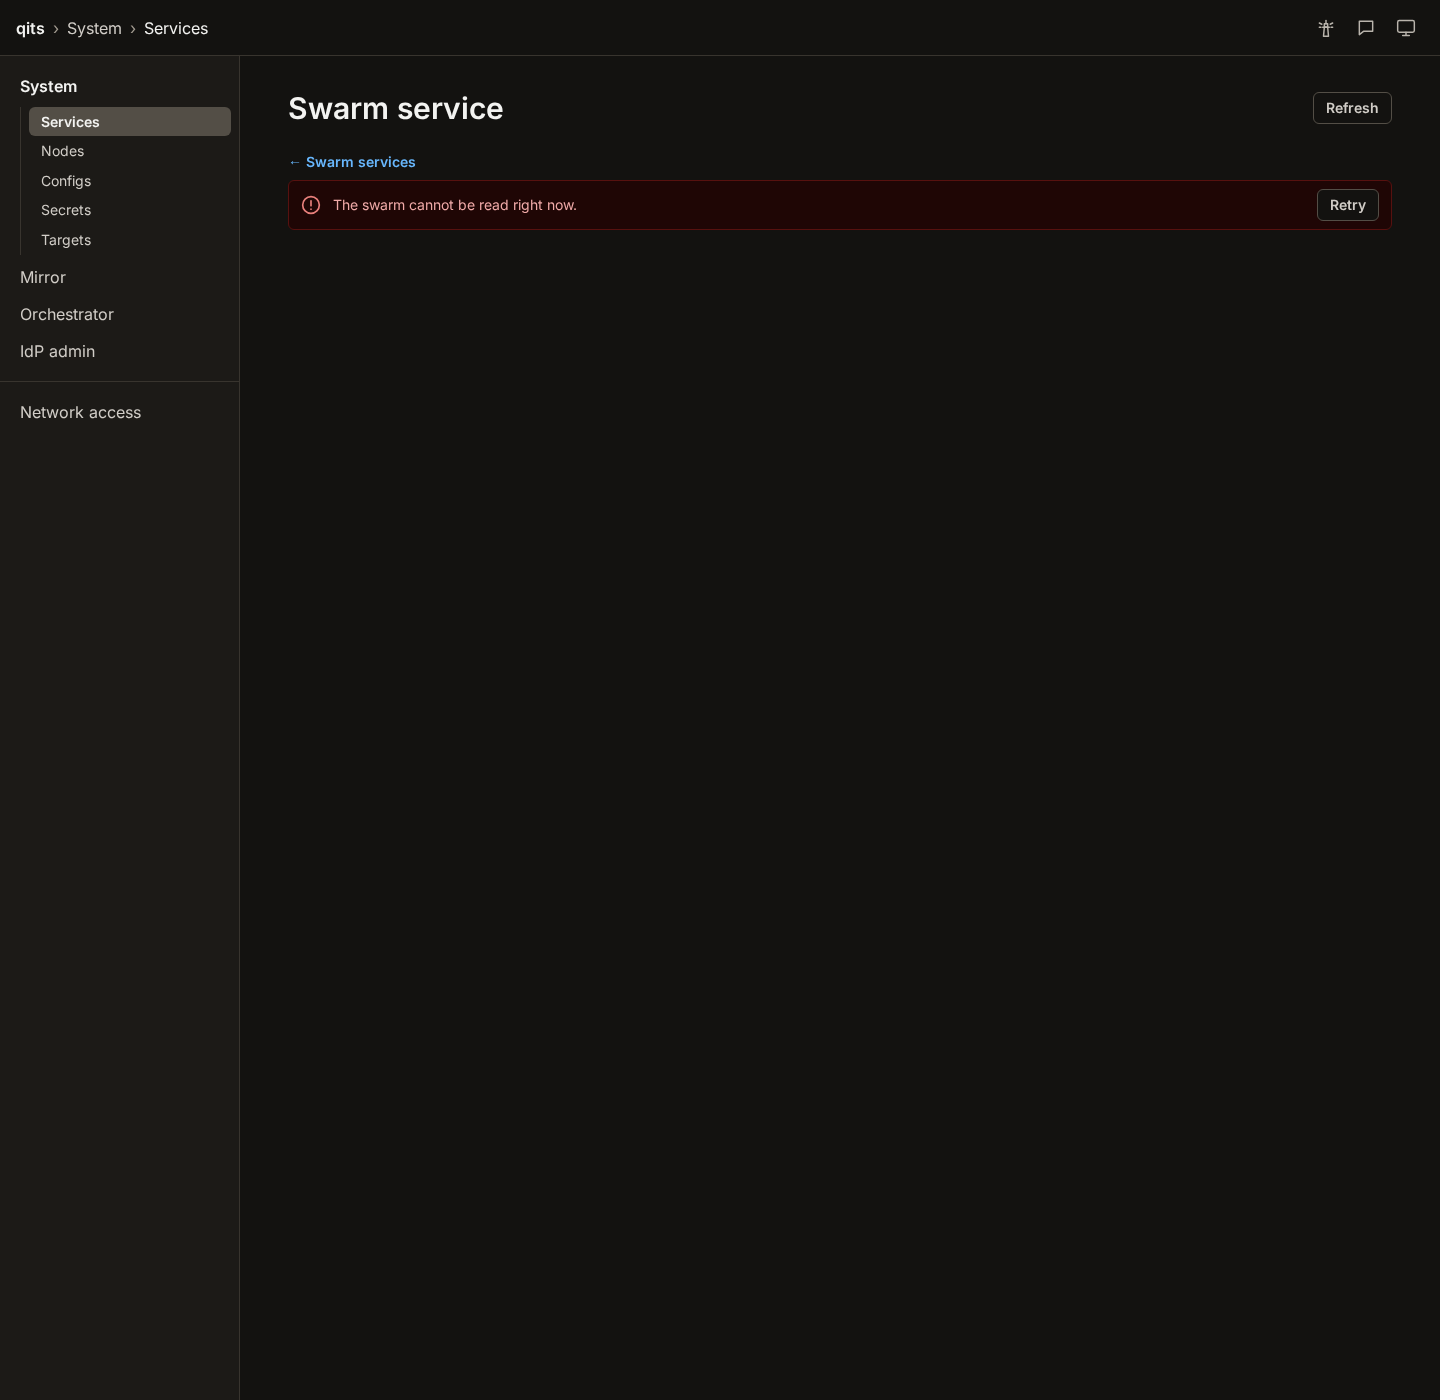 qits › System › Services
System
Services
Nodes
Configs
Secrets
Targets
Mirror
Orchestrator
IdP admin
Network access
Swarm service
Refresh
← Swarm services
The swarm cannot be read right now.
Retry